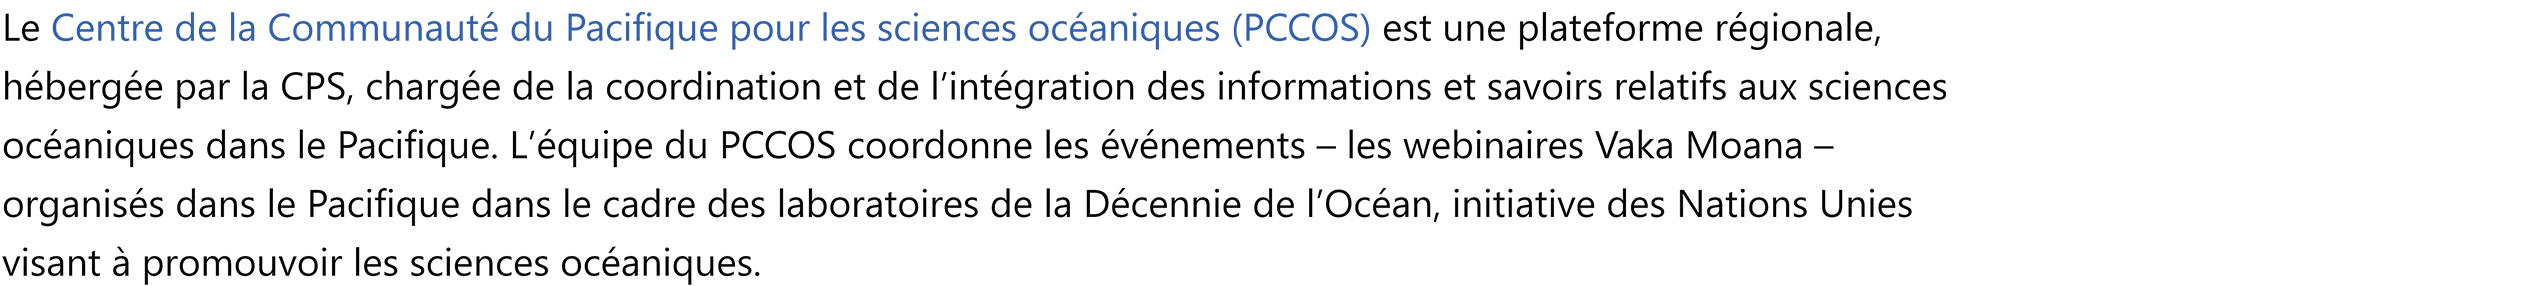 Le Centre de la Communauté du Pacifique pour les sciences océaniques (PCCOS) est une plateforme régionale,
hébergée par la CPS, chargée de la coordination et de l’intégration des informations et savoirs relatifs aux sciences
océaniques dans le Pacifique. L’équipe du PCCOS coordonne les événements – les webinaires Vaka Moana –
organisés dans le Pacifique dans le cadre des laboratoires de la Décennie de l’Océan, initiative des Nations Unies
visant à promouvoir les sciences océaniques.